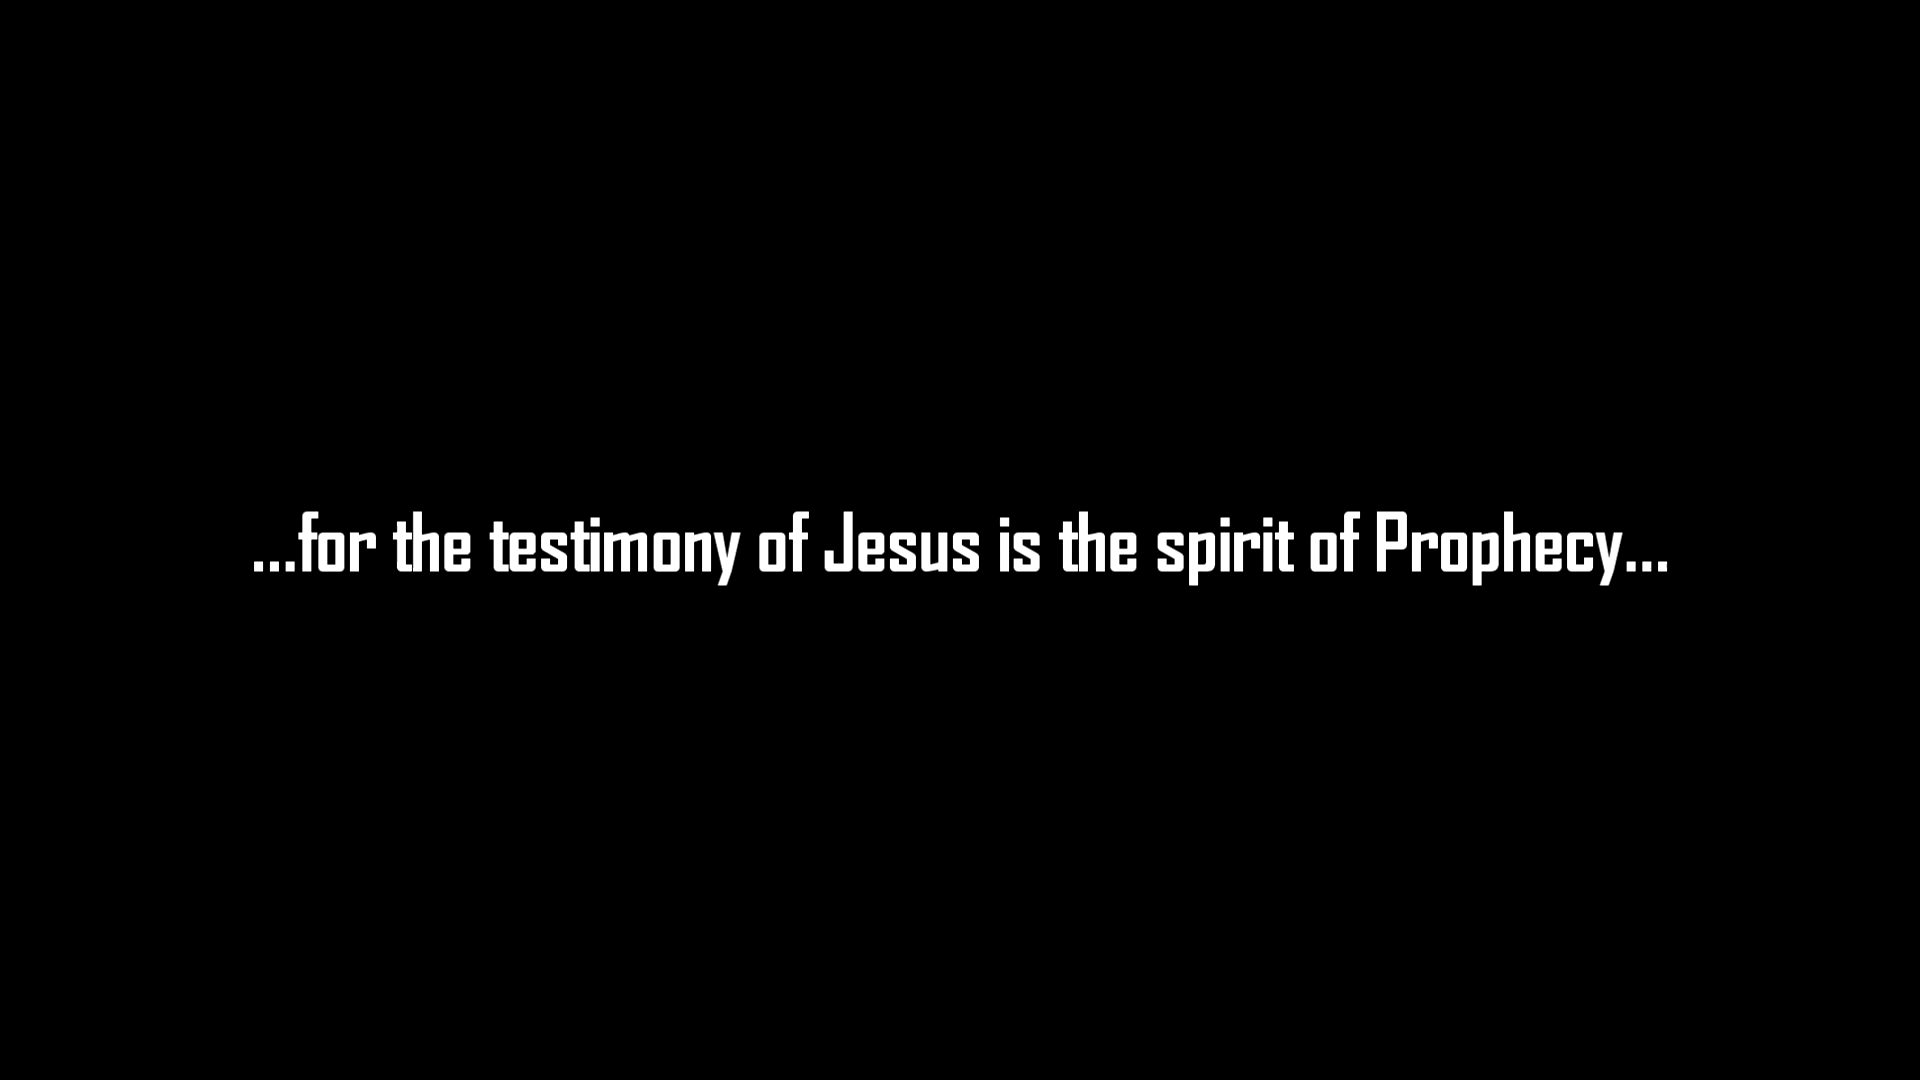 ...for the testimony of Jesus is the spirit of Prophecy...